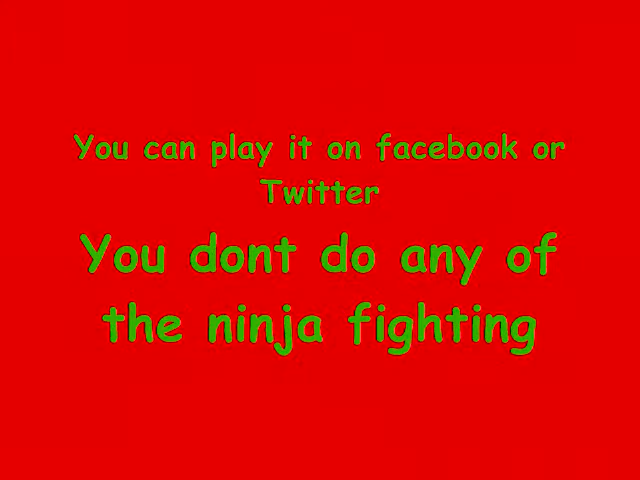 You can play it on facebook or
Twitter
You dont do any of
the ninja fighting